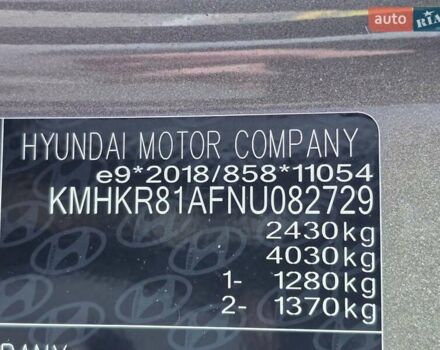 auto RIA
HYUNDAI MOTOR COMPANY
e9*2018/858*11054
KMHKR81AFNU082729
2430kg
4030kg
1- 1280kg
2- 1370kg